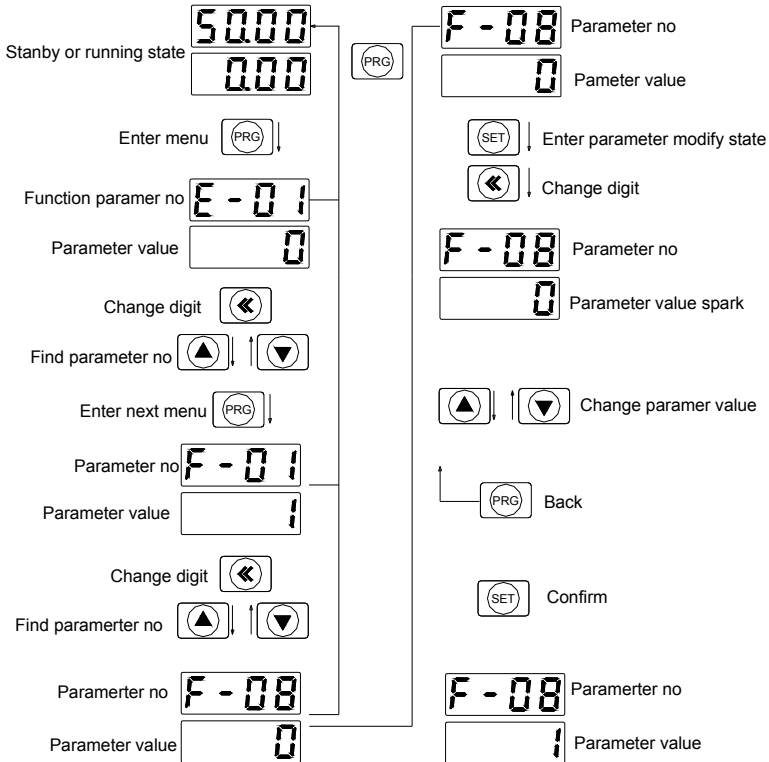 50.00
Stanby or running state
0.00
Enter menu PRG
Function paramer no E-01
Parameter value 0
Change digit
Find parameter no
Enter next menu PRG
Parameter no F-01
Parameter value 1
Change digit
Find paramerter no
Paramerter no F-08
Parameter value 0
PRG
F-08 Parameter no
0 Pameter value
SET Enter parameter modify state
Change digit
F-08 Parameter no
0 Parameter value spark
Change paramer value
PRG Back
SET Confirm
F-08 Paramerter no
1 Parameter value